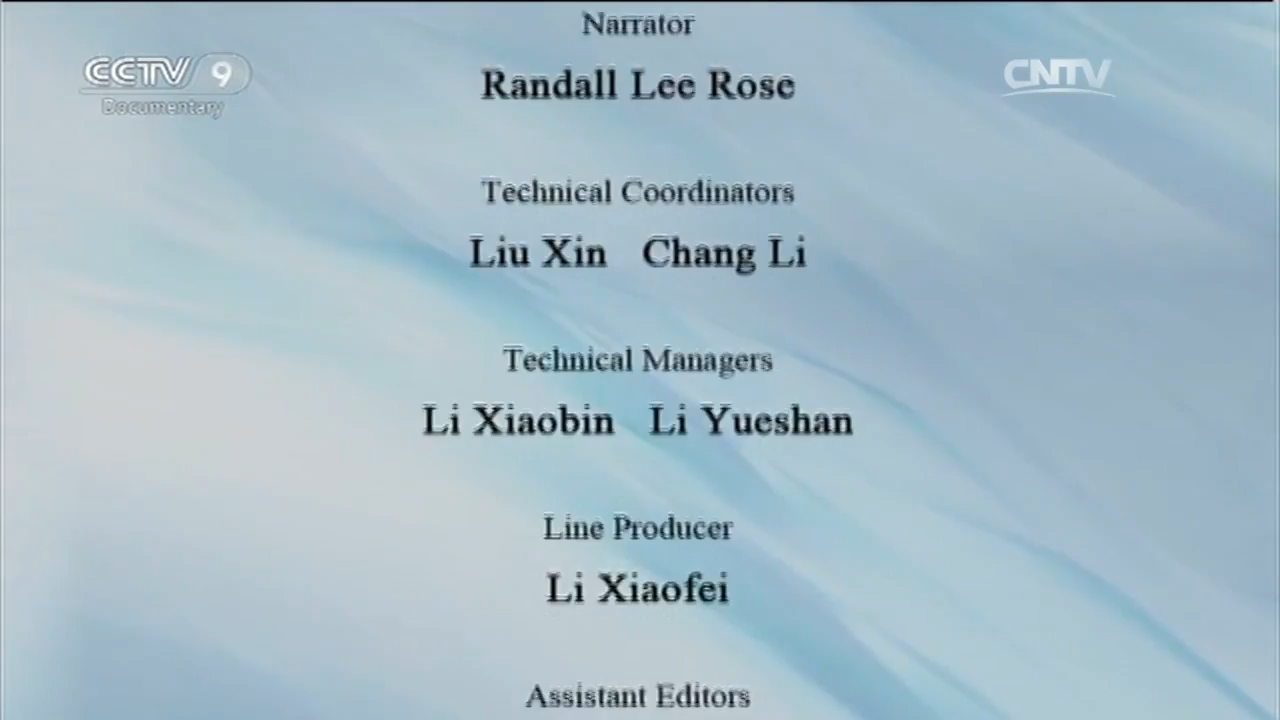 Narrator
CCTV 9
Documentary
CNTV
Randall Lee Rose
Technical Coordinators
Liu Xin Chang Li
Technical Managers
Li Xiaobin Li Yueshan
Line Producer
Li Xiaofei
Assistant Editors